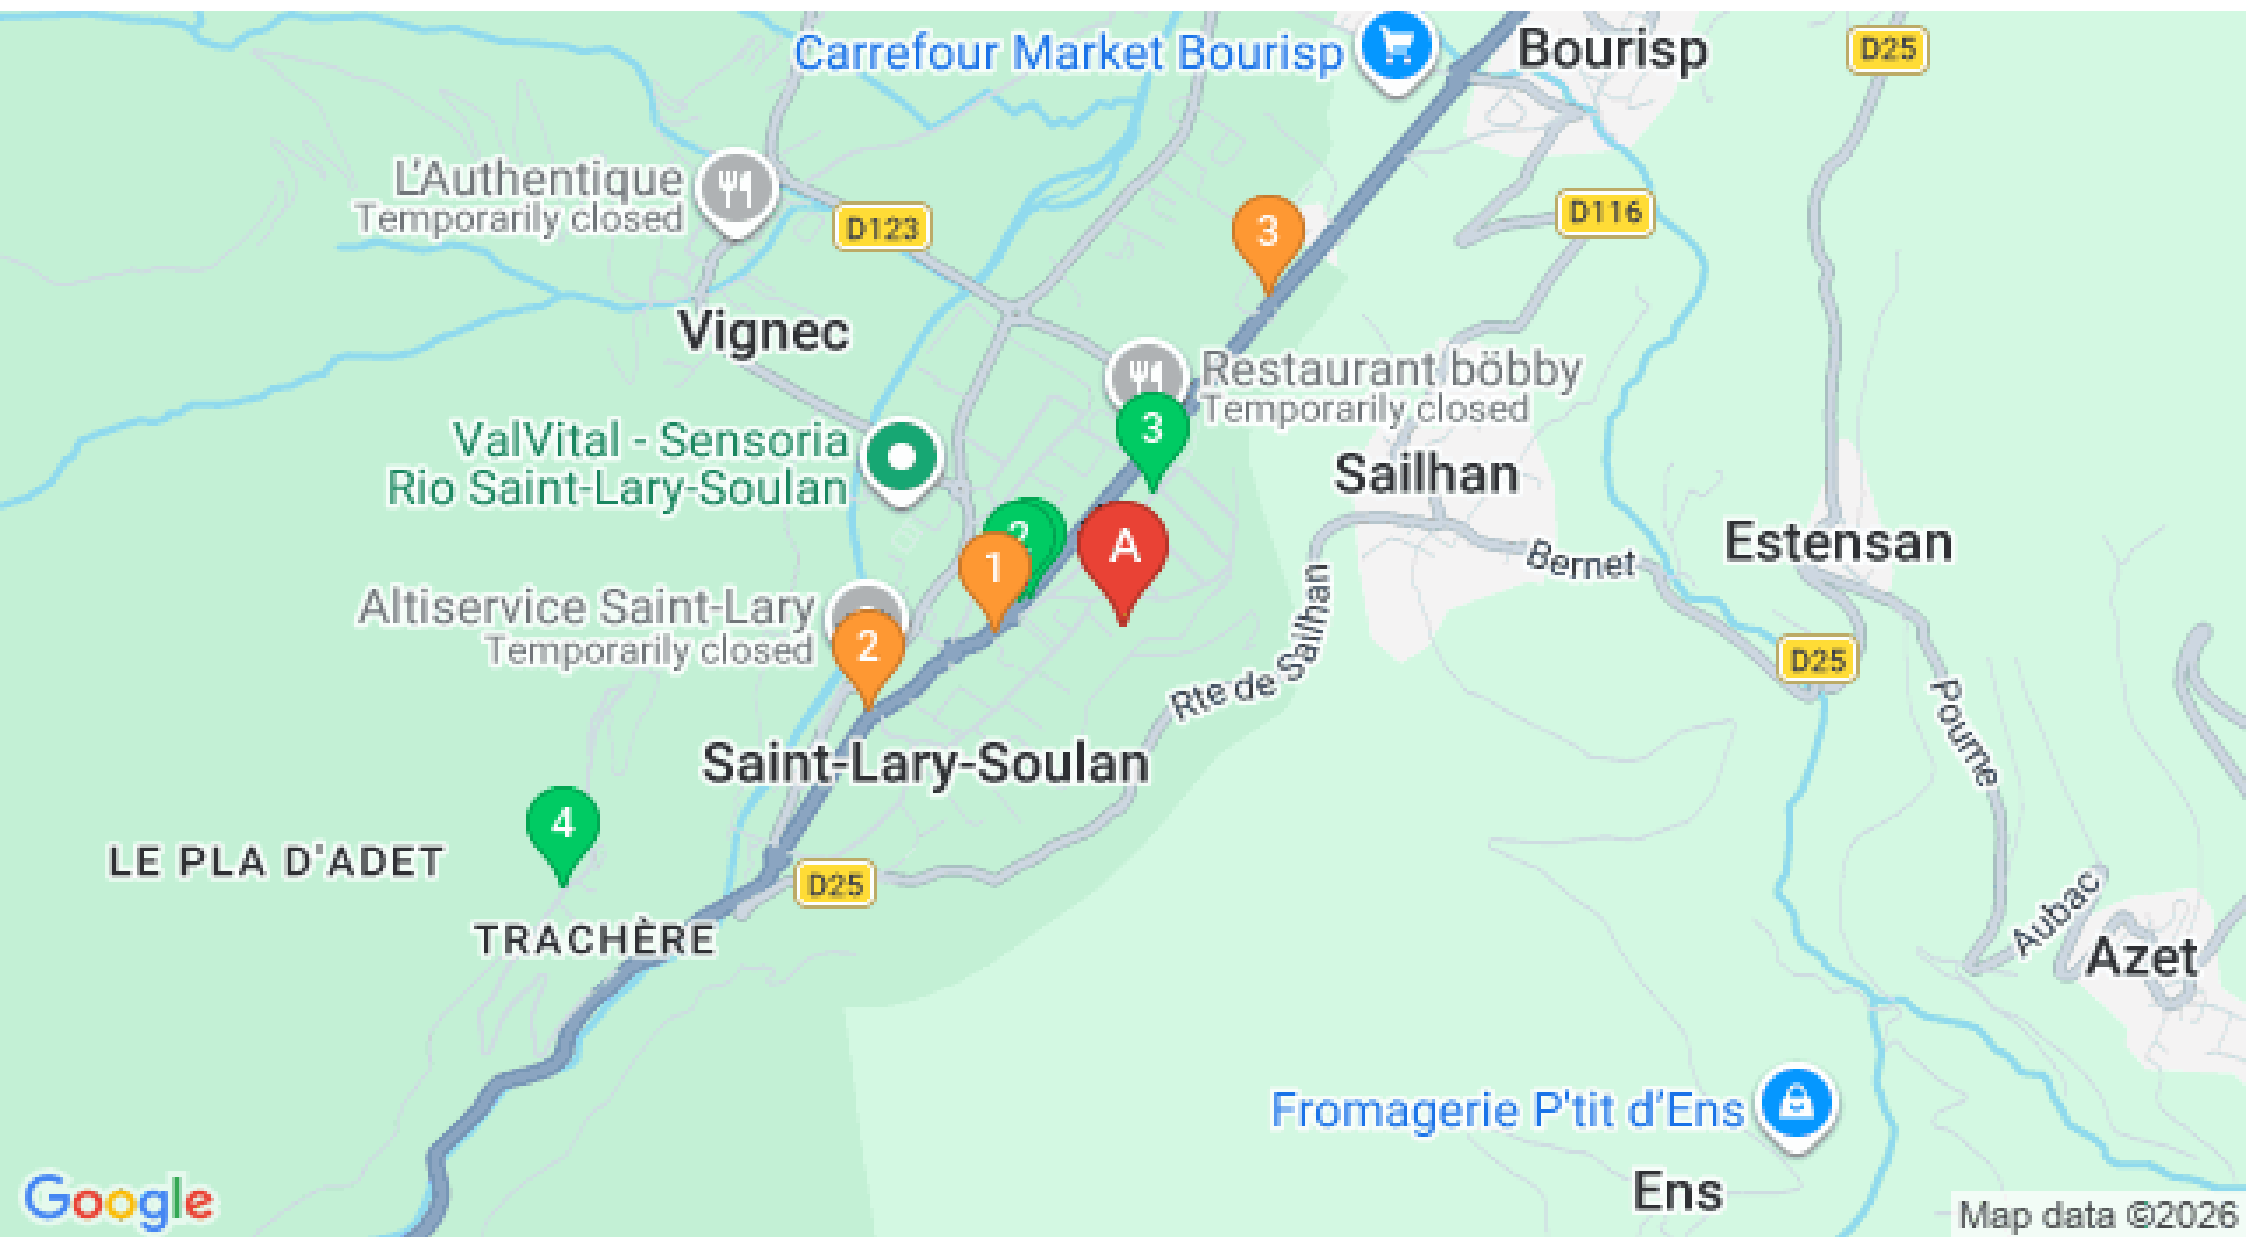 Carrefour Market Bourisp
Bourisp
D25
L'Authentique
Temporarily closed
D123
D116
3
Vignec
Restaurant böbby
Temporarily closed
3
ValVital - Sensoria
Rio Saint-Lary-Soulan
Sailhan
2
A
1
Bernet
Estensan
Altiservice Saint-Lary
Temporarily closed
2
Rte de Sailhan
D25
Poume
Saint-Lary-Soulan
4
LE PLA D'ADET
D25
TRACHÈRE
Aubac
Azet
Fromagerie P'tit d'Ens
Ens
Google
Map data ©2026